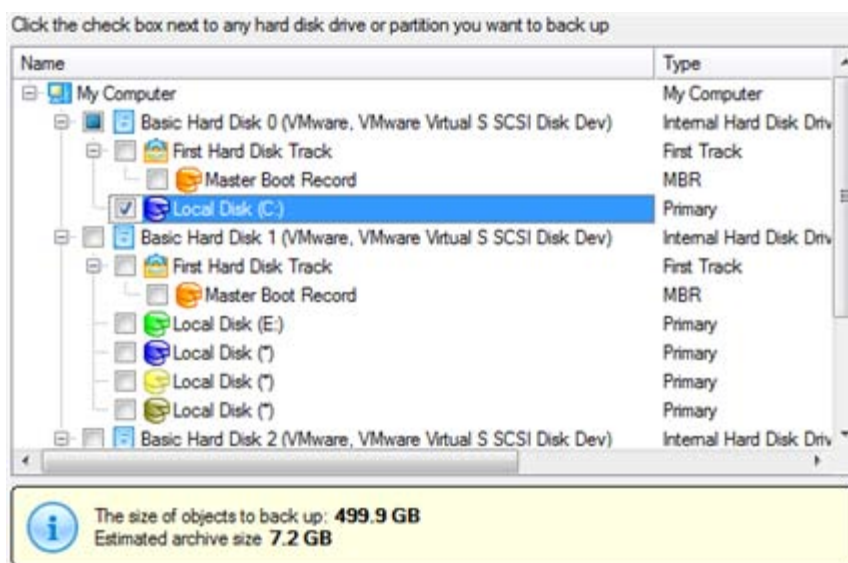 Click the check box next to any hard disk drive or partition you want to back up
Name Type
My Computer My Computer
Basic Hard Disk 0 (VMware, VMware Virtual S SCSI Disk Dev) Internal Hard Disk Driv
First Hard Disk Track First Track
Master Boot Record MBR
Local Disk (C:) Primary
Basic Hard Disk 1 (VMware, VMware Virtual S SCSI Disk Dev) Internal Hard Disk Driv
First Hard Disk Track First Track
Master Boot Record MBR
Local Disk (E:) Primary
Local Disk (*) Primary
Local Disk (*) Primary
Local Disk (*) Primary
Basic Hard Disk 2 (VMware, VMware Virtual S SCSI Disk Dev) Internal Hard Disk Driv
The size of objects to back up: 499.9 GB
Estimated archive size 7.2 GB